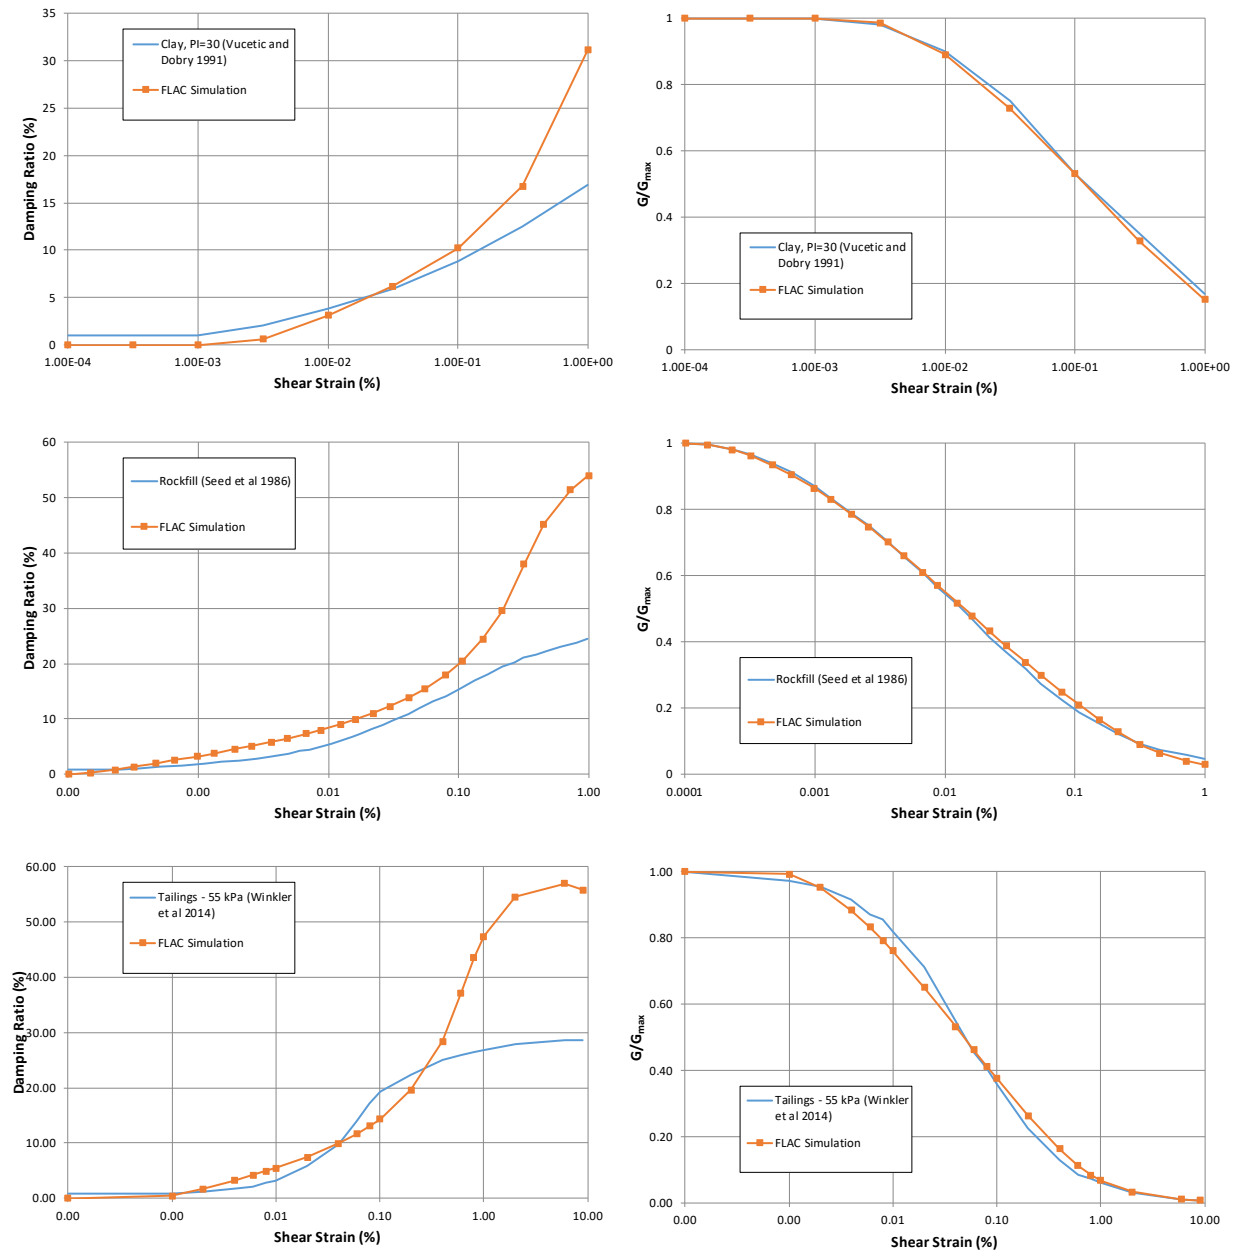 35
30
25
20
15
10
5
0
Damping Ratio (%)
Clay, PI=30 (Vucetic and
Dobry 1991)
FLAC Simulation
1.00E-04
1.00E-03
1.00E-02
1.00E-01
1.00E+00
Shear Strain (%)
1
0.8
0.6
0.4
0.2
0
G/Gmax
Clay, PI=30 (Vucetic and
Dobry 1991)
FLAC Simulation
1.00E-04
1.00E-03
1.00E-02
1.00E-01
1.00E+00
Shear Strain (%)
60
50
40
30
20
10
0
Damping Ratio (%)
Rockfill (Seed et al 1986)
FLAC Simulation
0.00
0.00
0.01
0.10
1.00
Shear Strain (%)
1
0.8
0.6
0.4
0.2
0
G/Gmax
Rockfill (Seed et al 1986)
FLAC Simulation
0.0001
0.001
0.01
0.1
1
Shear Strain (%)
60.00
50.00
40.00
30.00
20.00
10.00
0.00
Damping Ratio (%)
Tailings - 55 kPa (Winkler
et al 2014)
FLAC Simulation
0.00
0.00
0.01
0.10
1.00
10.00
Shear Strain (%)
1.00
0.80
0.60
0.40
0.20
0.00
G/Gmax
Tailings - 55 kPa (Winkler
et al 2014)
FLAC Simulation
0.00
0.00
0.01
0.10
1.00
10.00
Shear Strain (%)